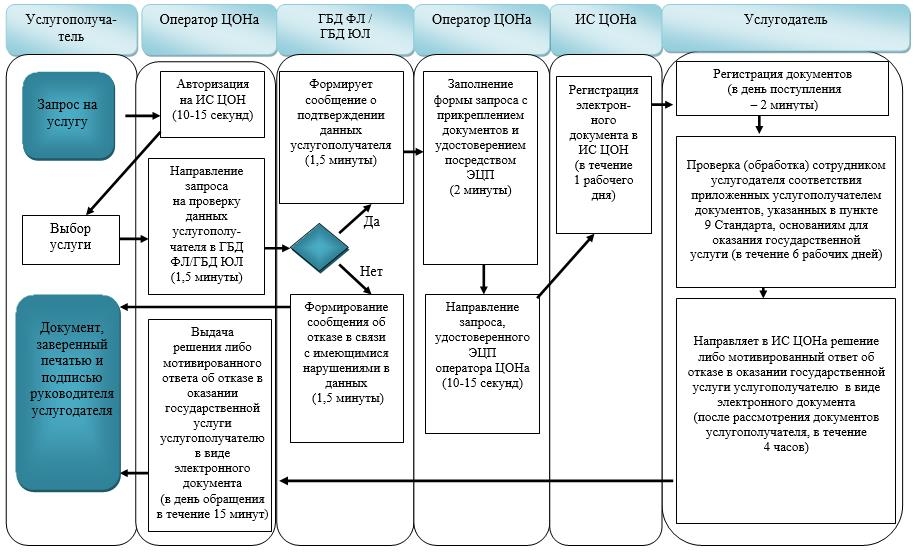 Услугополуча-
тель
Оператор ЦОНа
ГБД ФЛ /
ГБД ЮЛ
Оператор ЦОНа
ИС ЦОНа
Услугодатель
Запрос на
услугу
Выбор
услуги
Документ,
заверенный
печатью и
подписью
руководителя
услугодателя
Авторизация
на ИС ЦОН
(10-15 секунд)
Направление
запроса
на проверку
данных
услугополу-
чателя в ГБД
ФЛ/ГБД ЮЛ
(1,5 минуты)
Выдача
решения либо
мотивированного
ответа об отказе в
оказании
государственной
услуги
услугополучателю
в виде
электронного
документа
(в день обращения
в течение 15 минут)
Формирует
сообщение о
подтверждении
данных
услугополучателя
(1,5 минуты)
Да
Нет
Формирование
сообщения об
отказе в связи
с имеющимися
нарушениями в
данных
(1,5 минуты)
Заполнение
формы запроса с
прикреплением
документов и
удостоверением
посредством
ЭЦП
(2 минуты)
Направление
запроса,
удостоверенного
ЭЦП
оператора ЦОНа
(10-15 секунд)
Регистрация
электрон-
ного
документа в
ИС ЦОН
(в течение
1 рабочего
дня)
Регистрация документов
(в день поступления
– 2 минуты)
Проверка (обработка) сотрудником
услугодателя соответствия
приложенных услугополучателем
документов, указанных в пункте
9 Стандарта, основаниям для
оказания государственной
услуги (в течение 6 рабочих дней)
Направляет в ИС ЦОНа решение
либо мотивированный ответ об
отказе в оказании государственной
услуги услугополучателю в виде
электронного документа
(после рассмотрения документов
услугополучателя, в течение
4 часов)